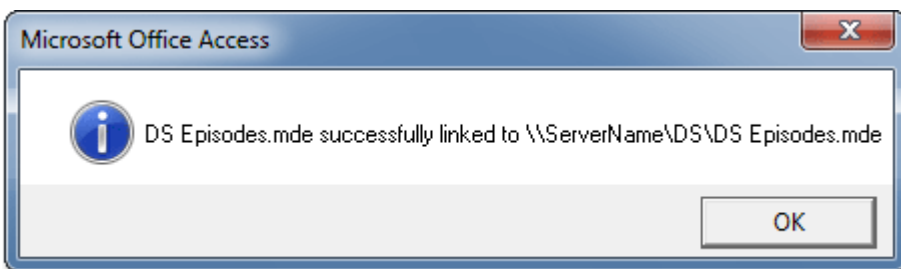 Microsoft Office Access
DS Episodes.mde successfully linked to \\ServerName\DS\DS Episodes.mde
OK